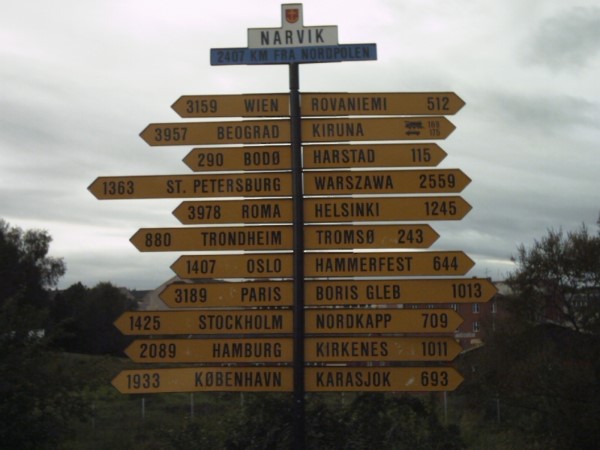 NARVIK
2407 KM FRA NORDPOLEN
3159 WIEN
ROVANIEMI 512
3957 BEOGRAD
KIRUNA
290 BODØ
HARSTAD 115
1363 ST. PETERSBURG
WARSZAWA 2559
3978 ROMA
HELSINKI 1245
880 TRONDHEIM
TROMSØ 243
1407 OSLO
HAMMERFEST 644
3189 PARIS
BORIS GLEB 1013
1425 STOCKHOLM
NORDKAPP 709
2089 HAMBURG
KIRKENES 1011
1933 KØBENHAVN
KARASJOK 693